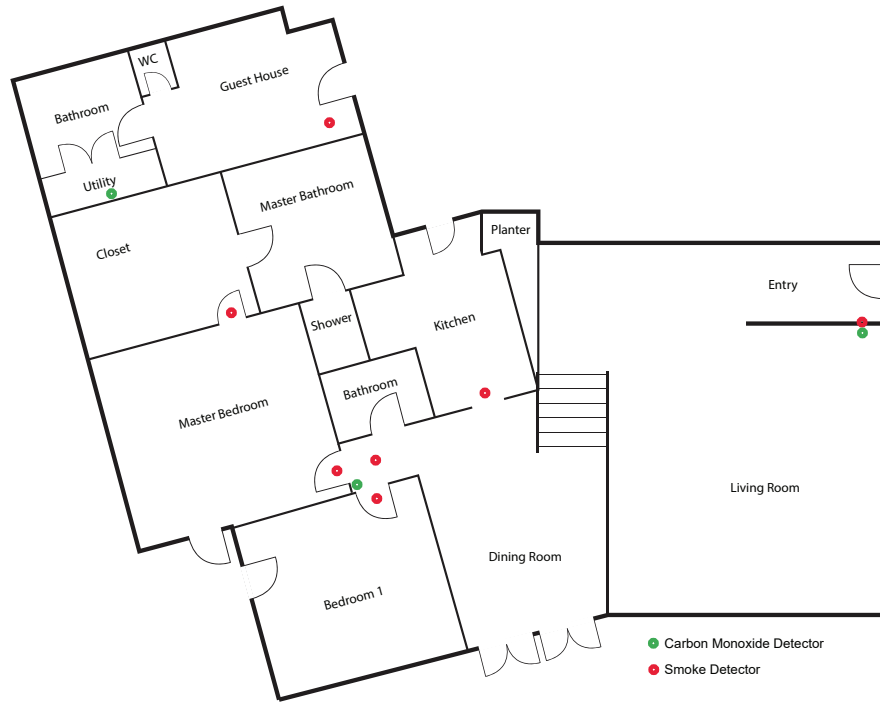 WC
Guest House
Bathroom
Utility
Master Bathroom
Closet
Planter
Entry
Shower
Kitchen
Bathroom
Master Bedroom
Living Room
Dining Room
Bedroom 1
Carbon Monoxide Detector
Smoke Detector